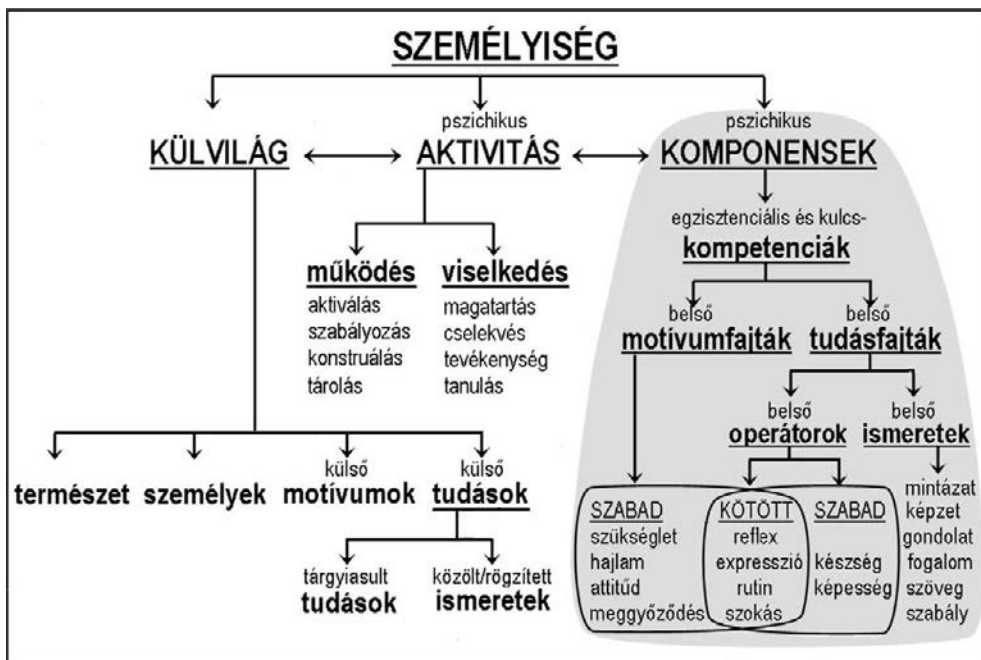 SZEMÉLYISÉG
KÜLVILÁG
pszichikus
AKTIVITÁS
pszichikus
KOMPONENSEK
működés
aktiválás
szabályozás
konstruálás
tárolás
viselkedés
magatartás
cselekvés
tevékenység
tanulás
egzisztenciális és kulcs-
kompetenciák
belső
motívumfajták
belső
tudásfajták
belső
operátorok
belső
ismeretek
természet
személyek
külső
motívumok
külső
tudások
tárgyiasult
tudások
közölt/rögzített
ismeretek
SZABAD
szükséglet
hajlam
attitűd
meggyőződés
KÖTÖTT
reflex
expresszió
rutin
szokás
SZABAD
készség
képesség
mintázat
képzet
gondolat
fogalom
szöveg
szabály